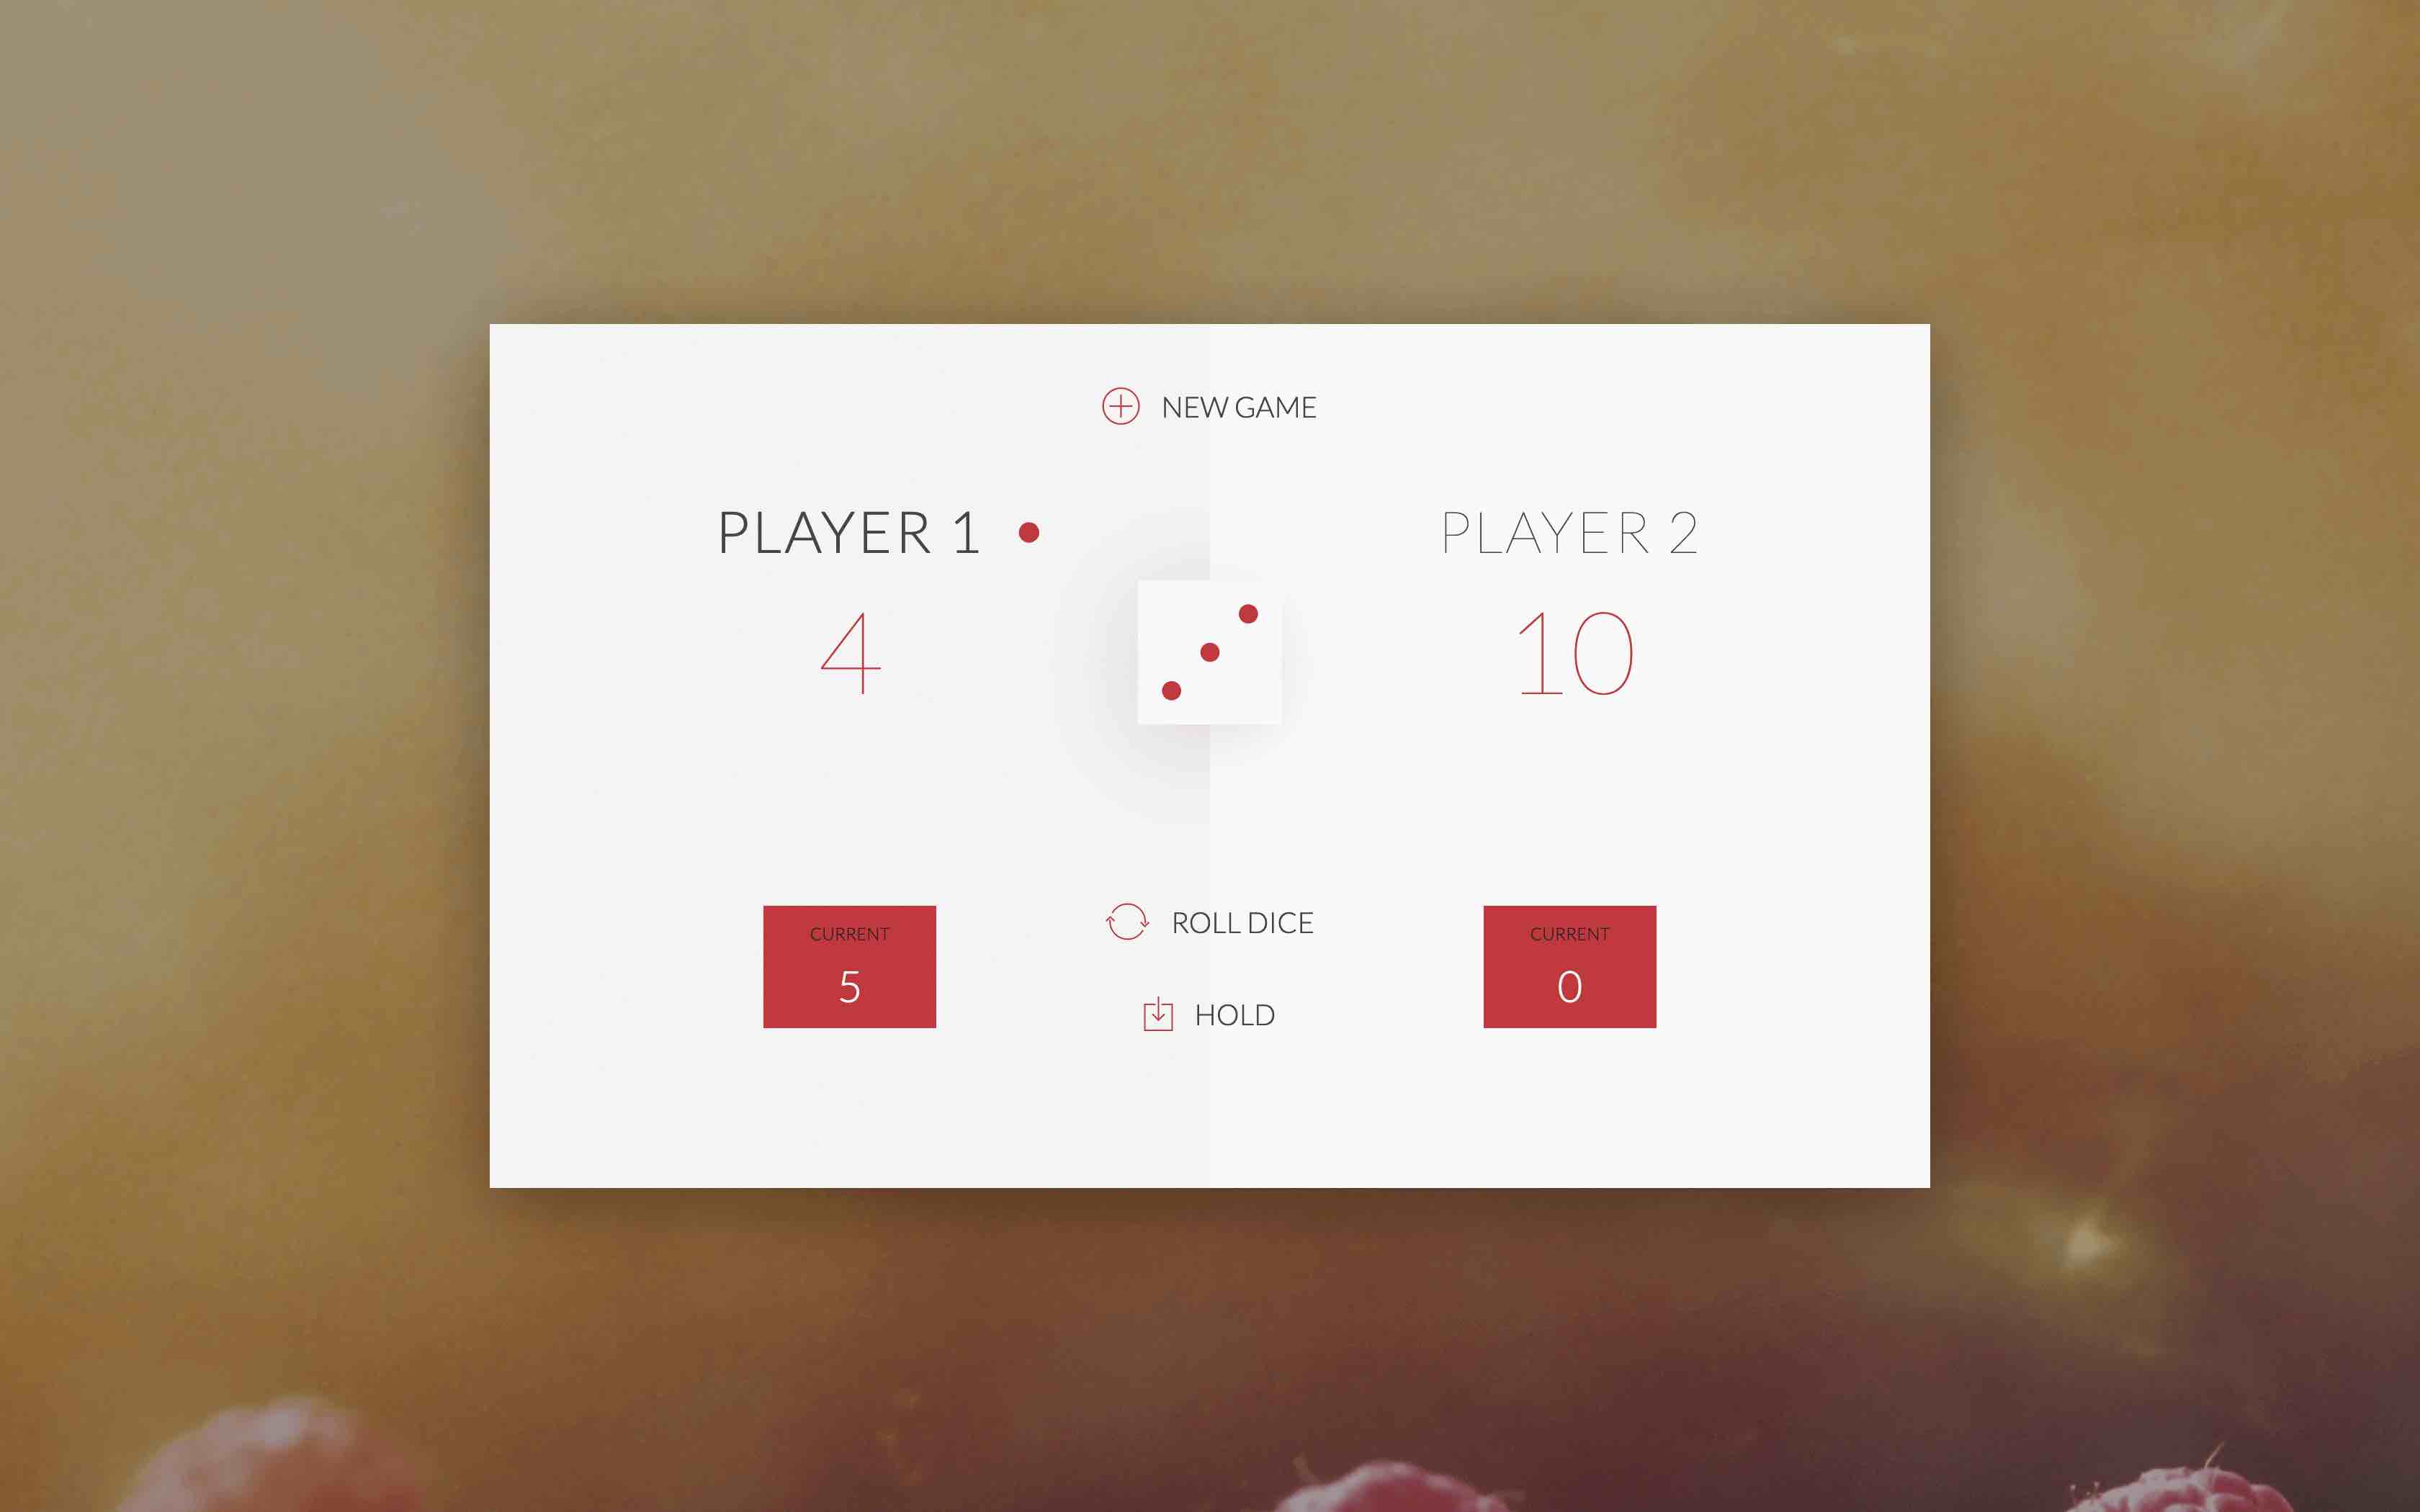 NEW GAME
PLAYER 1
4
PLAYER 2
10
CURRENT
5
ROLL DICE
HOLD
CURRENT
0